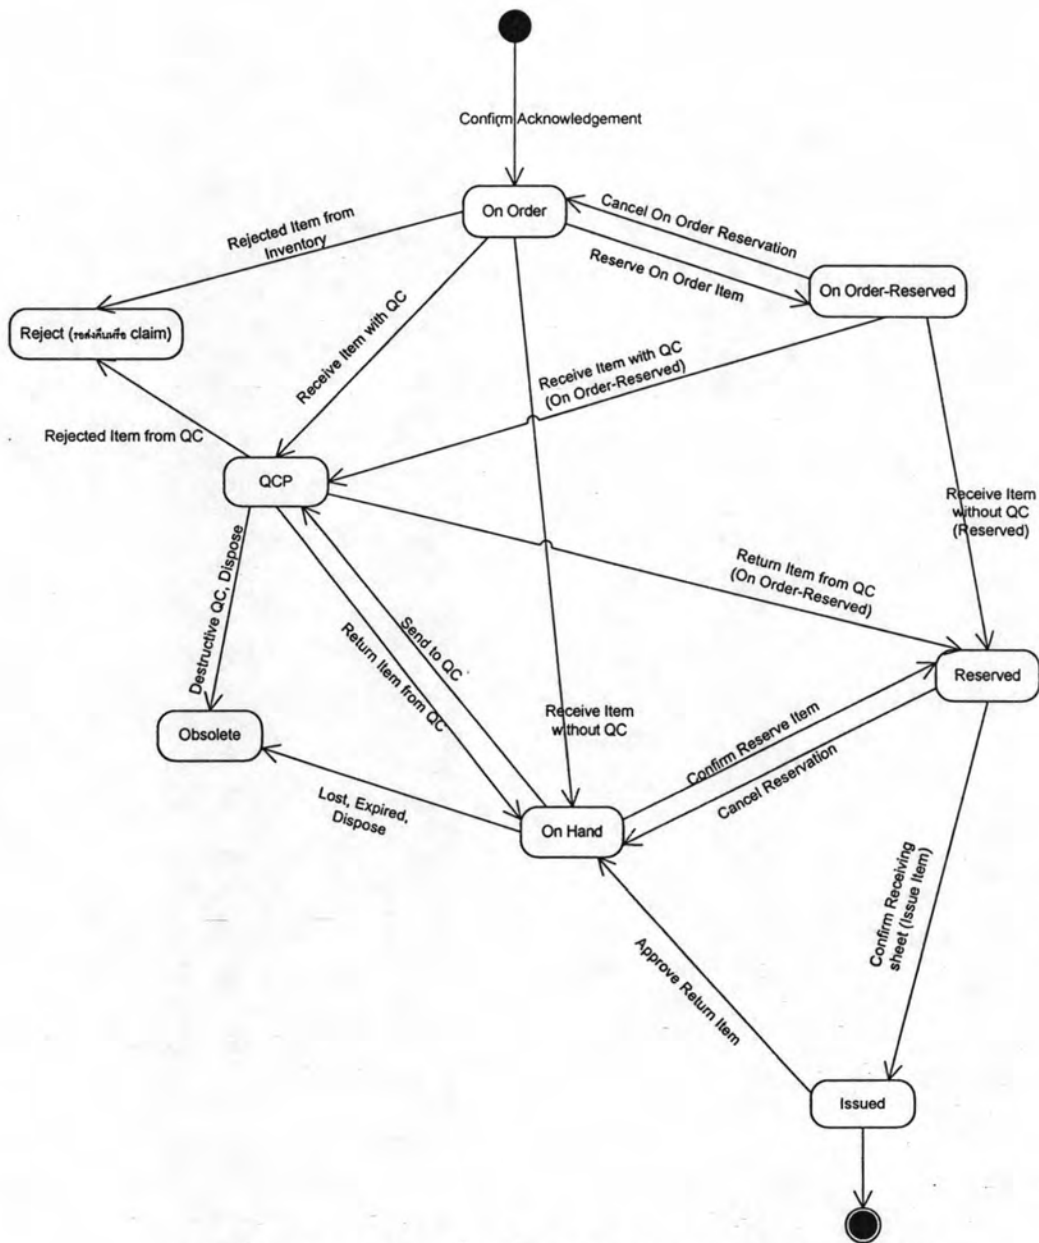 Confirm Acknowledgement
On Order
Cancel On Order Reservation
Reserve On Order Item
On Order-Reserved
Rejected Item from
Inventory
Reject (รอส่งคืนหรือ claim)
Receive Item with QC
Receive Item with QC
(On Order-Reserved)
Rejected Item from QC
QCP
Receive Item
without QC
(Reserved)
Return Item from QC
(On Order-Reserved)
Destructive QC, Dispose
Return Item from QC
Send to QC
Receive Item
without QC
Reserved
Obsolete
Confirm Reserve Item
Cancel Reservation
Lost, Expired,
Dispose
On Hand
Confirm Receiving
sheet (Issue Item)
Approve Return Item
Issued